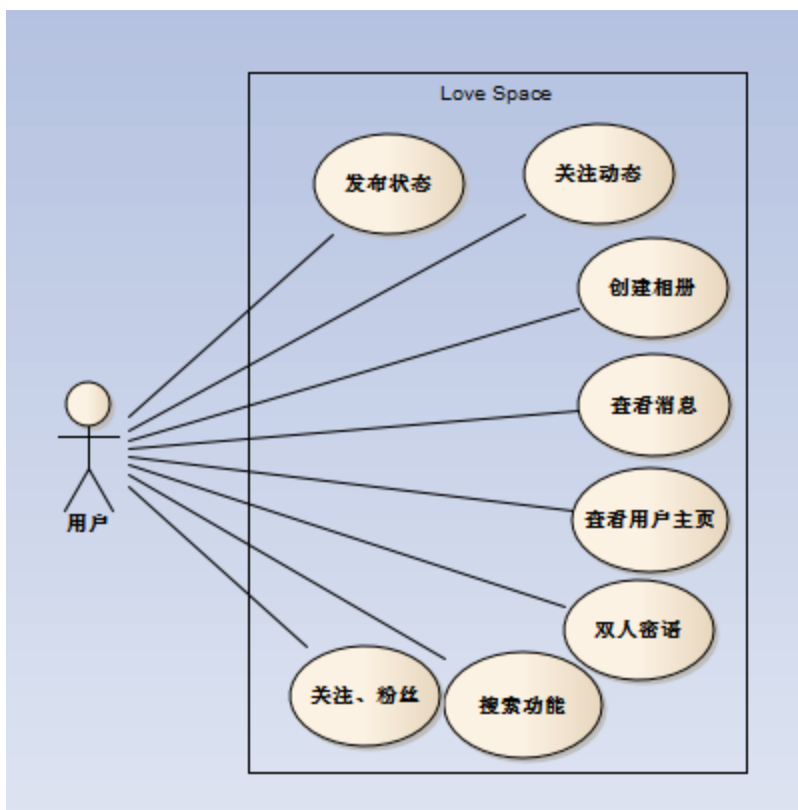 Love Space
发布状态
关注动态
创建相册
查看消息
查看用户主页
用户
双人密语
关注、粉丝
搜索功能